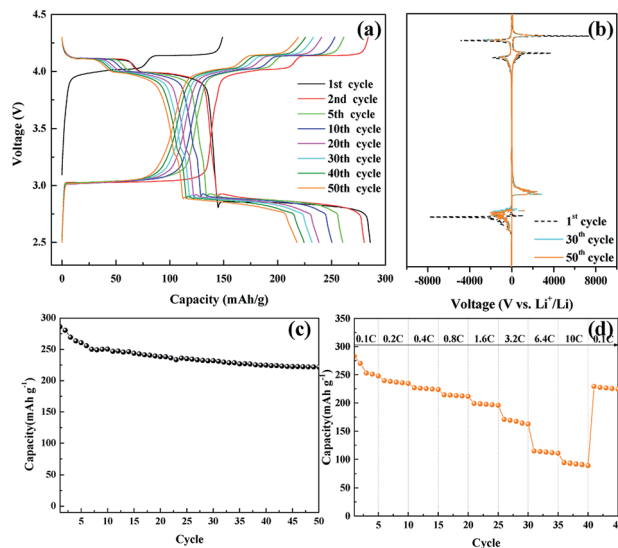 (a)
4.5
4.0
3.5
3.0
2.5
Voltage (V)
0 50 100 150 200 250 300
Capacity (mAh/g)
1st cycle
2nd cycle
5th cycle
10th cycle
20th cycle
30th cycle
40th cycle
50th cycle
(b)
1st cycle
30th cycle
50th cycle
-8000 -4000 0 4000 8000
Voltage (V vs. Li+/Li)
(c)
300
250
200
150
100
50
0
Capacity(mAh g-1)
10 20 30 40 50
Cycle
(d)
350
300
250
200
150
100
50
0
Capacity(mAh g-1)
0.1C 0.2C 0.4C 0.8C 1.6C 3.2C 6.4C 10C 0.1C
5 10 15 20 25 30 35 40 45
Cycle